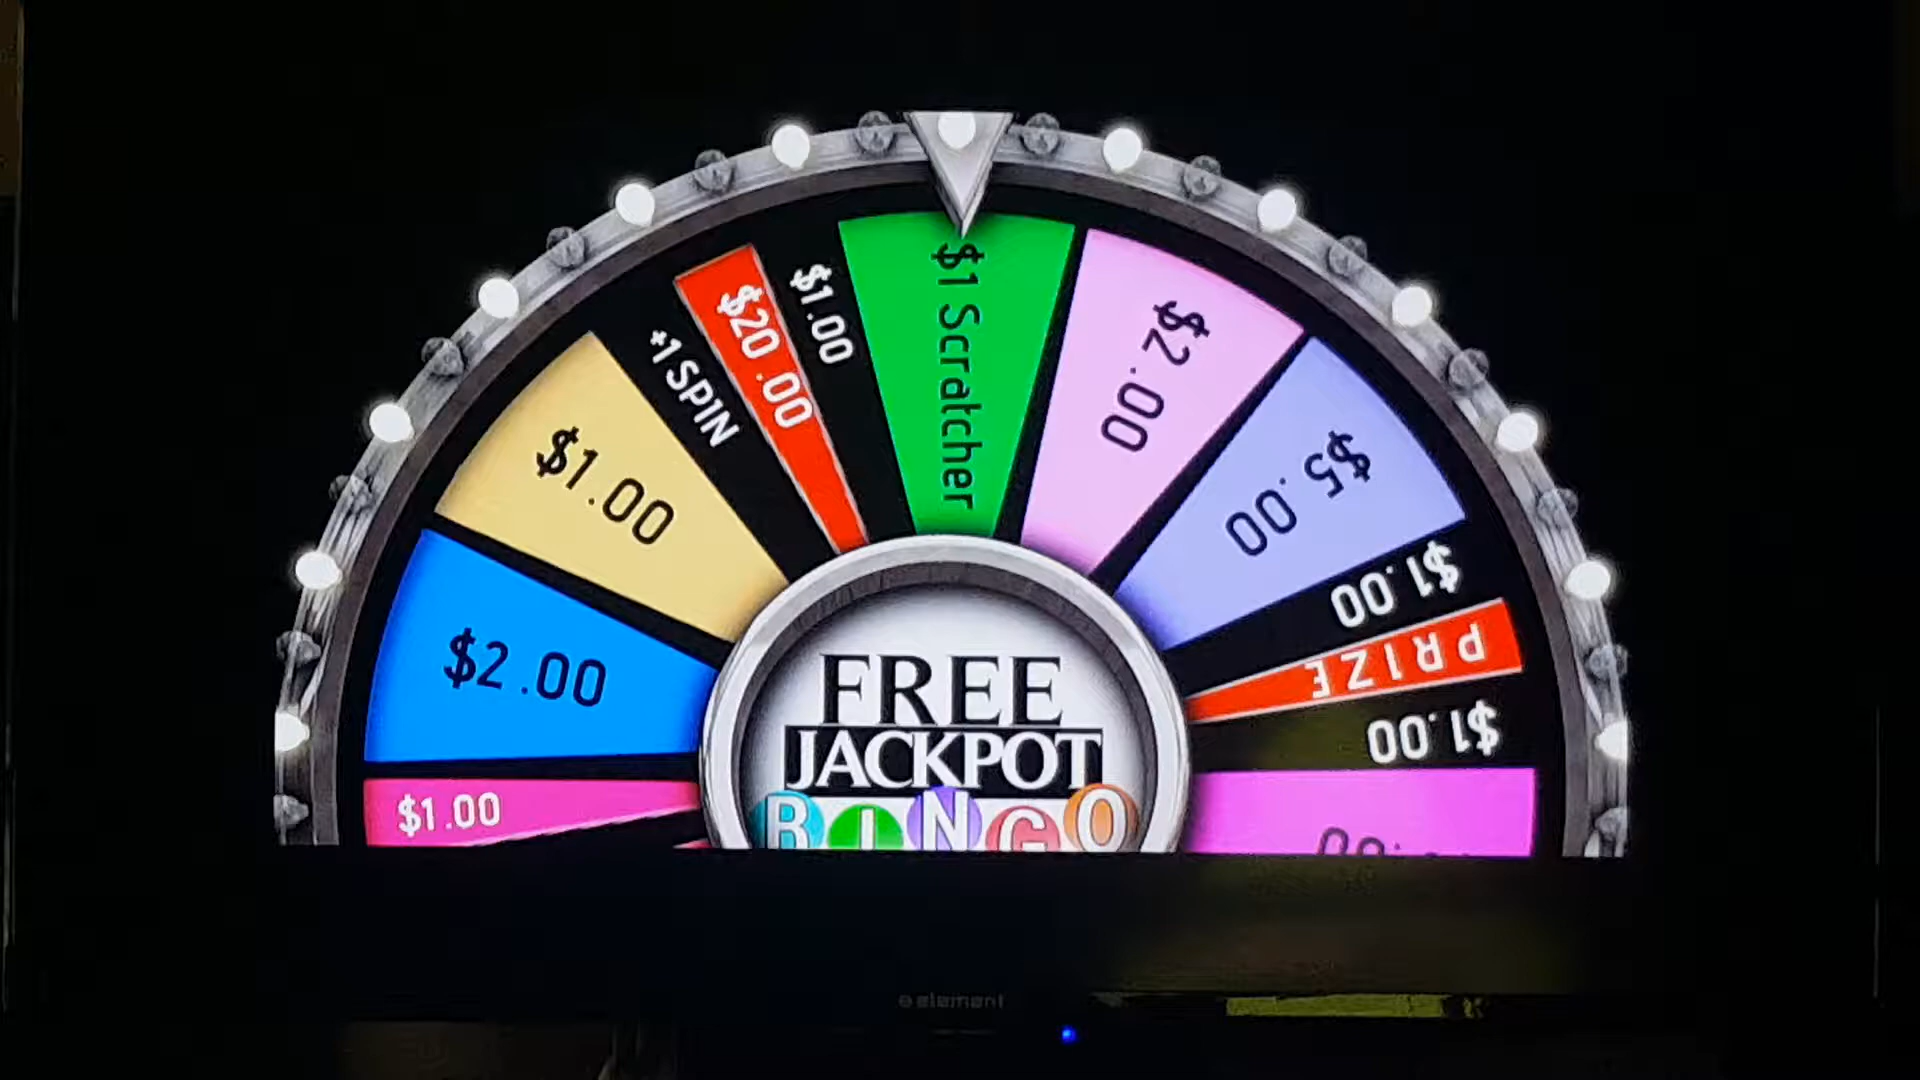 $1.00
$2.00
$1.00
+1 SPIN
$20.00
$1.00
$1 Scratcher
$2.00
$5.00
$1.00
PRIZE
$1.00
FREE
JACKPOT
BINGO
element